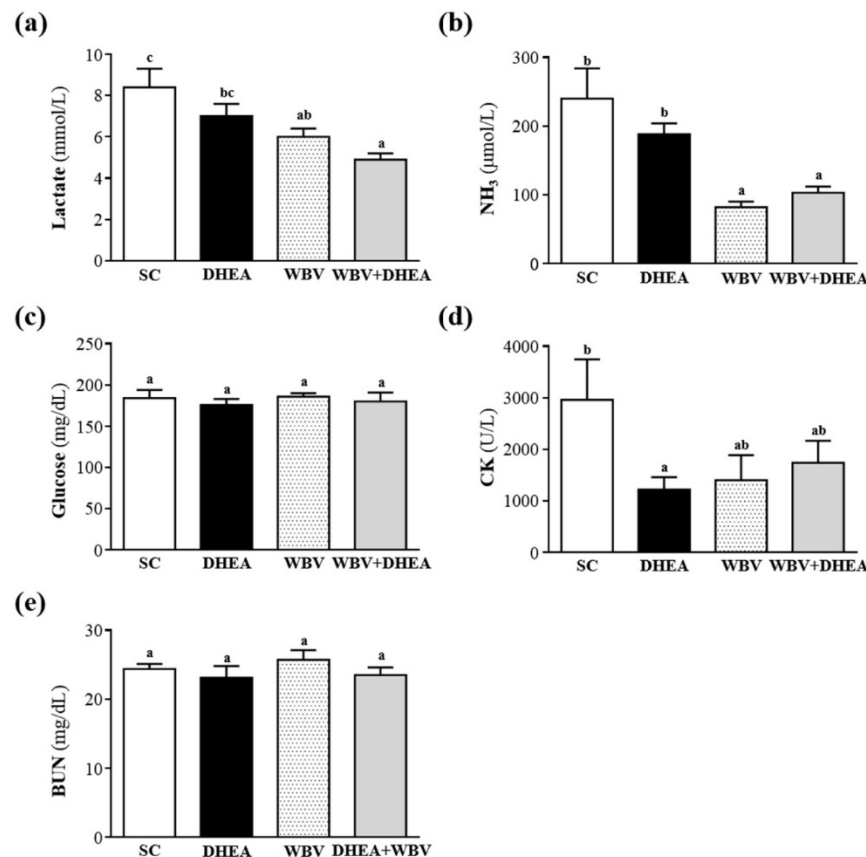 (a)
Lactate (mmol/L)
10
8
6
4
2
0
c
bc
ab
a
SC DHEA WBV WBV+DHEA
(b)
NH₃ (µmol/L)
300
200
100
0
b
b
a
a
SC DHEA WBV WBV+DHEA
(c)
Glucose (mg/dL)
250
200
150
100
50
0
a
a
a
a
SC DHEA WBV WBV+DHEA
(d)
CK (U/L)
4000
3000
2000
1000
0
b
a
ab
ab
SC DHEA WBV WBV+DHEA
(e)
BUN (mg/dL)
30
20
10
0
a
a
a
a
SC DHEA WBV DHEA+WBV